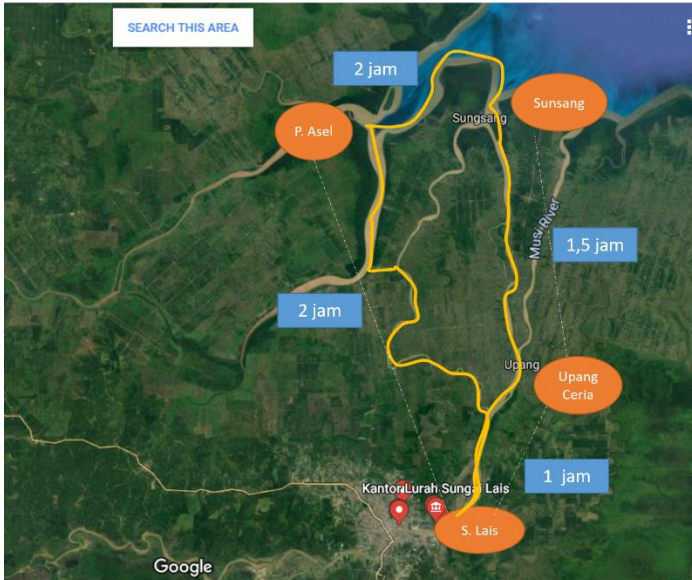 SEARCH THIS AREA
2 jam
P. Asel
Sungsang
Sunsang
Musi River
1,5 jam
2 jam
Upang
Upang
Ceria
1 jam
Kantor Lurah Sungai Lais
S. Lais
Google